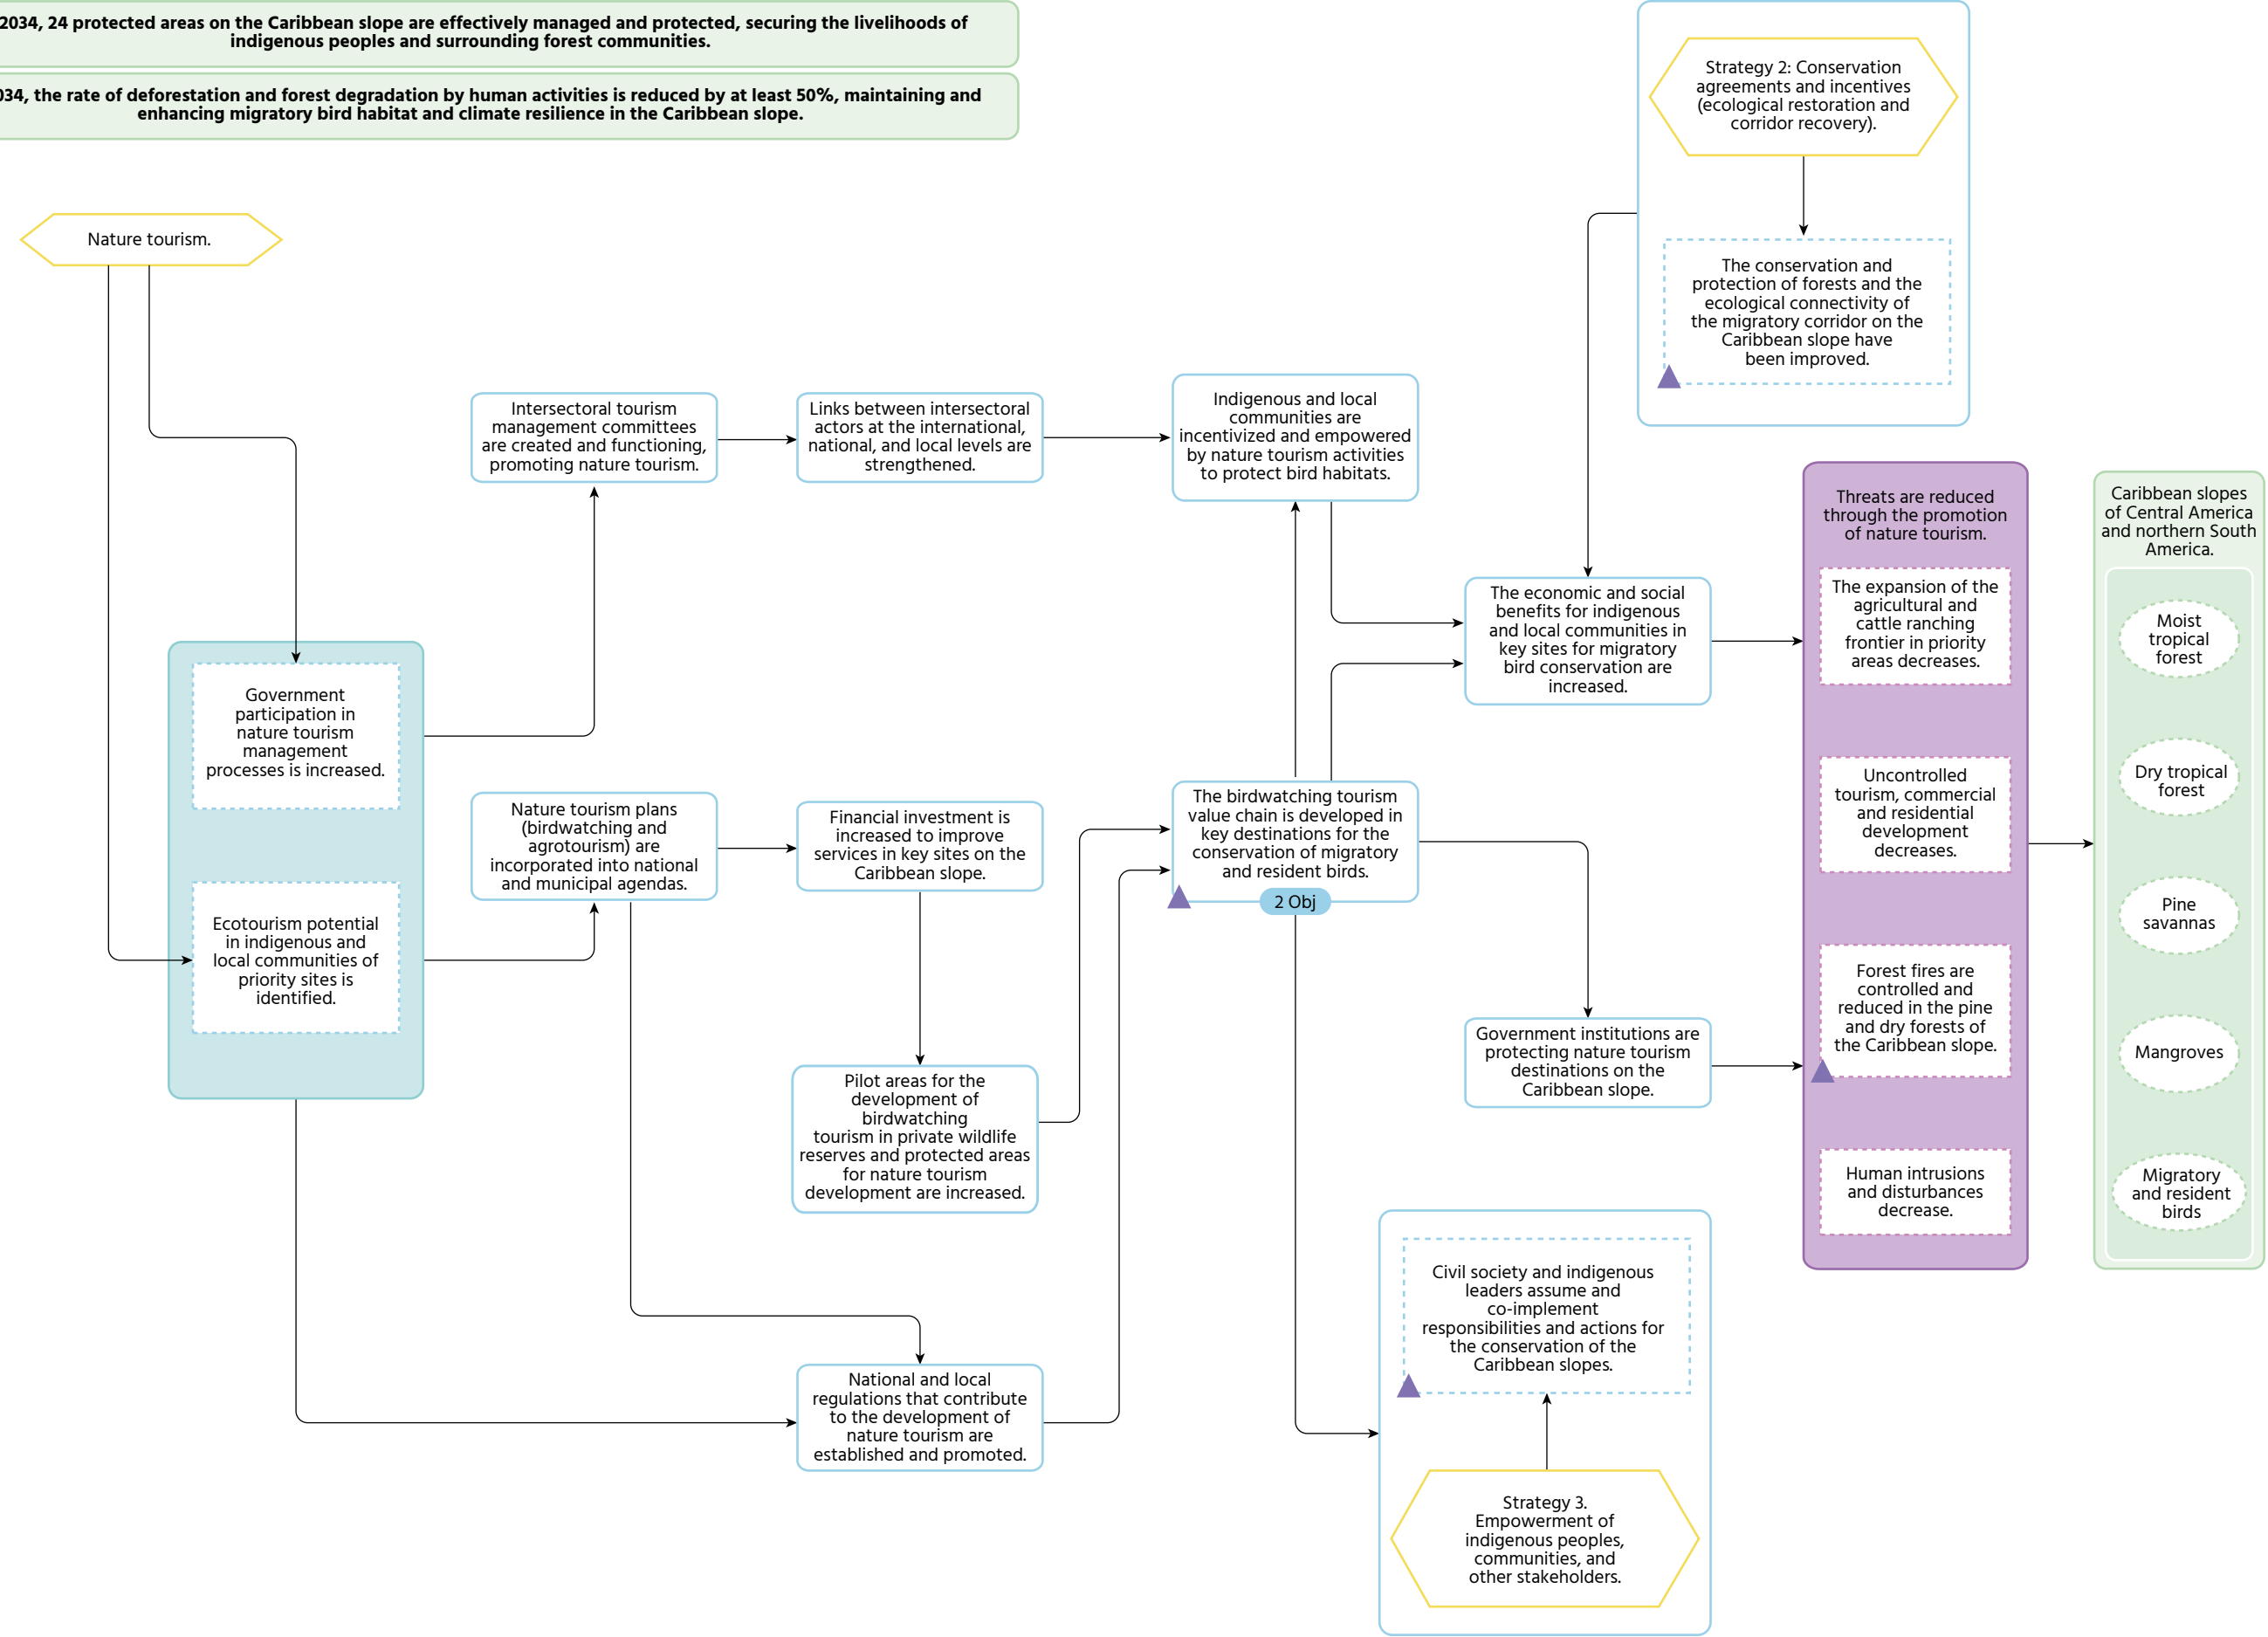 2034, 24 protected areas on the Caribbean slope are effectively managed and protected, securing the livelihoods of
indigenous peoples and surrounding forest communities.
034, the rate of deforestation and forest degradation by human activities is reduced by at least 50%, maintaining and
enhancing migratory bird habitat and climate resilience in the Caribbean slope.
Strategy 2: Conservation
agreements and incentives
(ecological restoration and
corridor recovery).
The conservation and
protection of forests and the
ecological connectivity of
the migratory corridor on the
Caribbean slope have
been improved.
Nature tourism.
Government
participation in
nature tourism
management
processes is increased.
Ecotourism potential
in indigenous and
local communities of
priority sites is
identified.
Intersectoral tourism
management committees
are created and functioning,
promoting nature tourism.
Links between intersectoral
actors at the international,
national, and local levels are
strengthened.
Indigenous and local
communities are
incentivized and empowered
by nature tourism activities
to protect bird habitats.
Nature tourism plans
(birdwatching and
agrotourism) are
incorporated into national
and municipal agendas.
Financial investment is
increased to improve
services in key sites on the
Caribbean slope.
Pilot areas for the
development of
birdwatching
tourism in private wildlife
reserves and protected areas
for nature tourism
development are increased.
National and local
regulations that contribute
to the development of
nature tourism are
established and promoted.
The birdwatching tourism
value chain is developed in
key destinations for the
conservation of migratory
and resident birds.
2 Obj
The economic and social
benefits for indigenous
and local communities in
key sites for migratory
bird conservation are
increased.
Government institutions are
protecting nature tourism
destinations on the
Caribbean slope.
Civil society and indigenous
leaders assume and
co-implement
responsibilities and actions for
the conservation of the
Caribbean slopes.
Strategy 3.
Empowerment of
indigenous peoples,
communities, and
other stakeholders.
Threats are reduced
through the promotion
of nature tourism.
The expansion of the
agricultural and
cattle ranching
frontier in priority
areas decreases.
Uncontrolled
tourism, commercial
and residential
development
decreases.
Forest fires are
controlled and
reduced in the pine
and dry forests of
the Caribbean slope.
Human intrusions
and disturbances
decrease.
Caribbean slopes
of Central America
and northern South
America.
Moist
tropical
forest
Dry tropical
forest
Pine
savannas
Mangroves
Migratory
and resident
birds